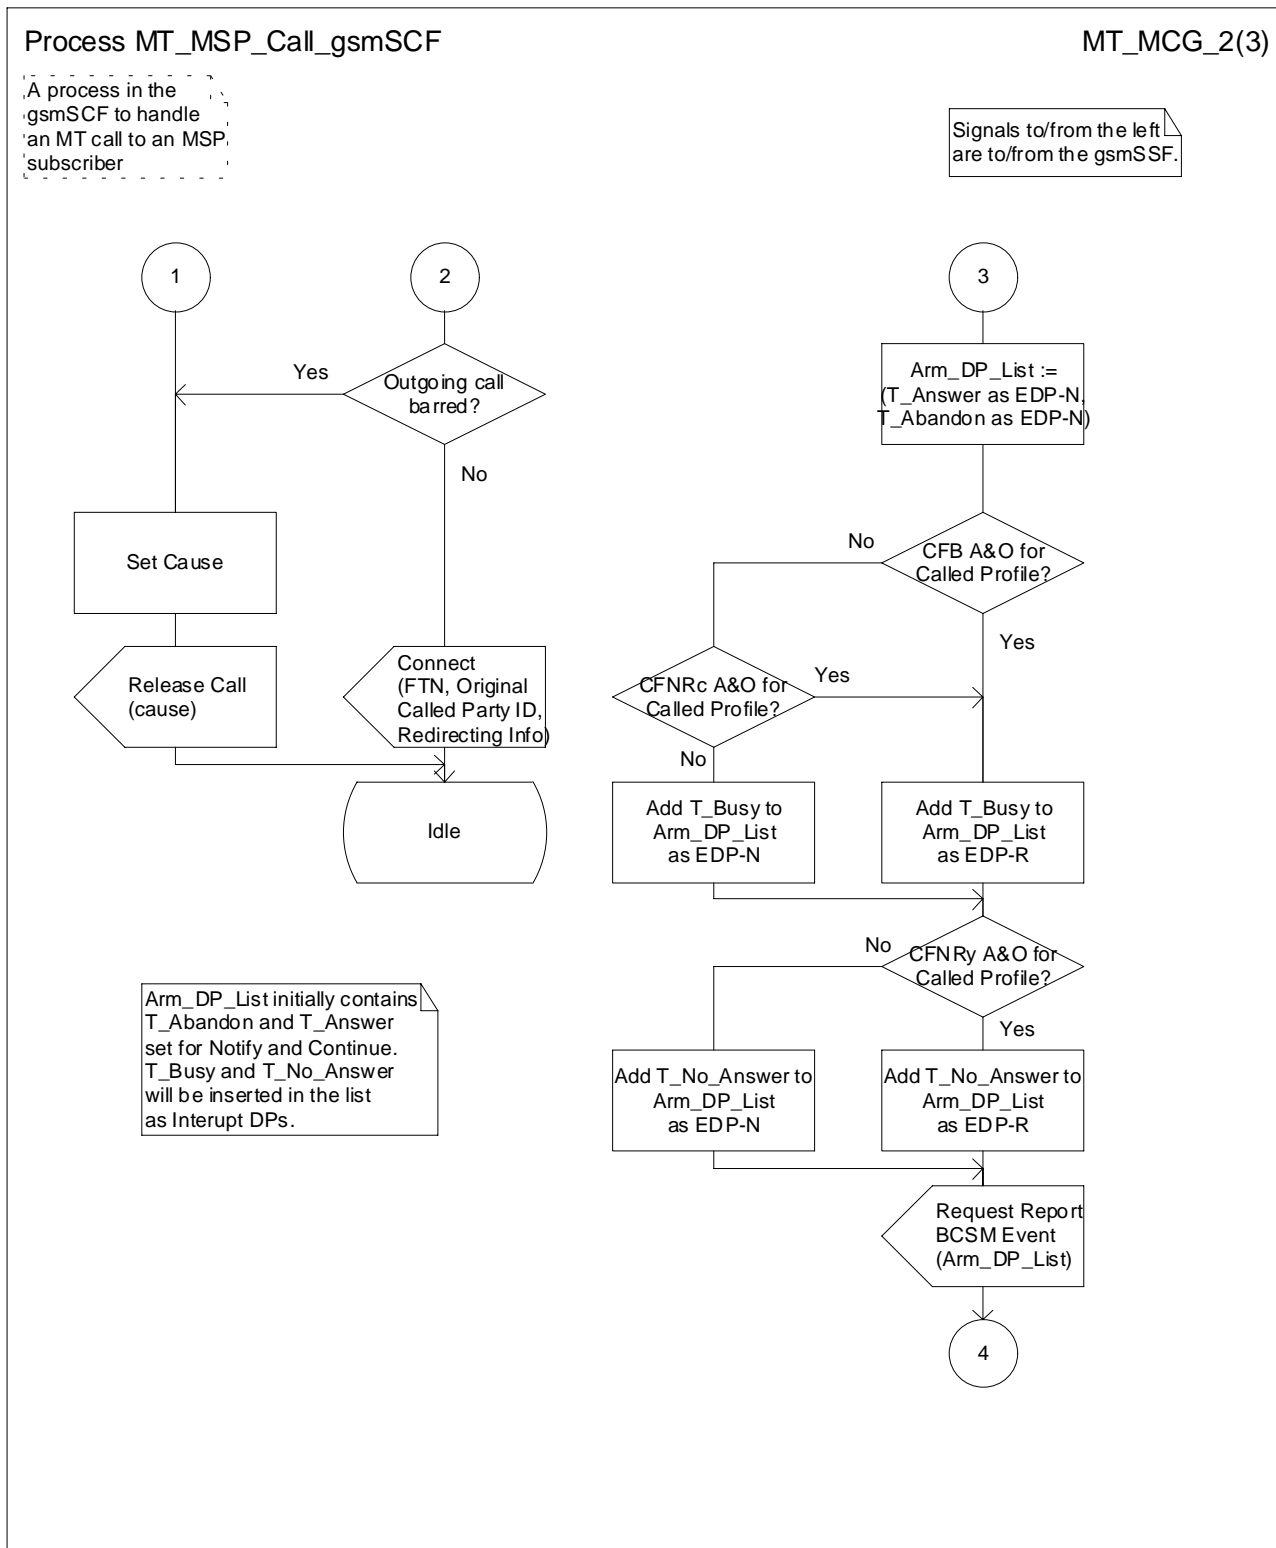 Process MT_MSP_Call_gsmSCF
MT_MCG_2(3)
A process in the
gsmSCF to handle
an MT call to an MSP
subscriber
Signals to/from the left
are to/from the gsmSSF.
1
2
3
Yes
Outgoing call
barred?
No
Set Cause
Release Call
(cause)
Connect
(FTN, Original
Called Party ID,
Redirecting Info)
Idle
Arm_DP_List :=
(T_Answer as EDP-N,
T_Abandon as EDP-N)
No
CFB A&O for
Called Profile?
Yes
CFNRc A&O for
Called Profile?
Yes
No
Add T_Busy to
Arm_DP_List
as EDP-N
Add T_Busy to
Arm_DP_List
as EDP-R
No
CFNRy A&O for
Called Profile?
Yes
Arm_DP_List initially contains
T_Abandon and T_Answer
set for Notify and Continue.
T_Busy and T_No_Answer
will be inserted in the list
as Interupt DPs.
Add T_No_Answer to
Arm_DP_List
as EDP-N
Add T_No_Answer to
Arm_DP_List
as EDP-R
Request Report
BCSM Event
(Arm_DP_List)
4